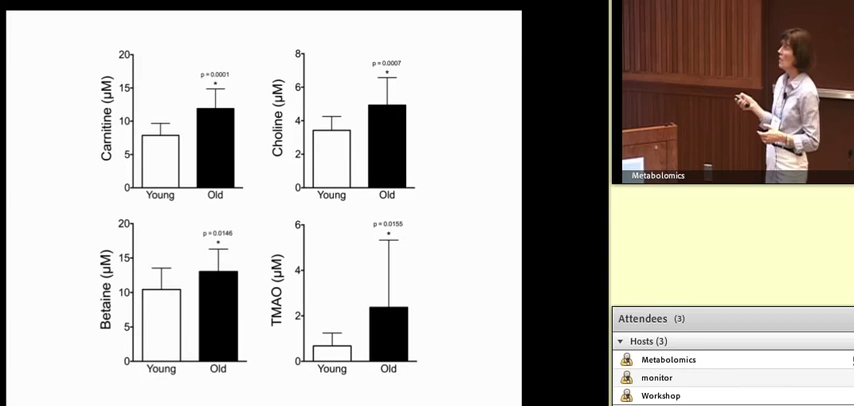 20
15
10
5
0
Carnitine (µM)
p = 0.0001
*
Young
Old
8
6
4
2
0
Choline (µM)
p = 0.0007
*
Young
Old
20
15
10
5
0
Betaine (µM)
p = 0.0146
*
Young
Old
6
4
2
0
TMAO (µM)
p = 0.0155
*
Young
Old
Metabolomics
Attendees (3)
Hosts (3)
Metabolomics
monitor
Workshop